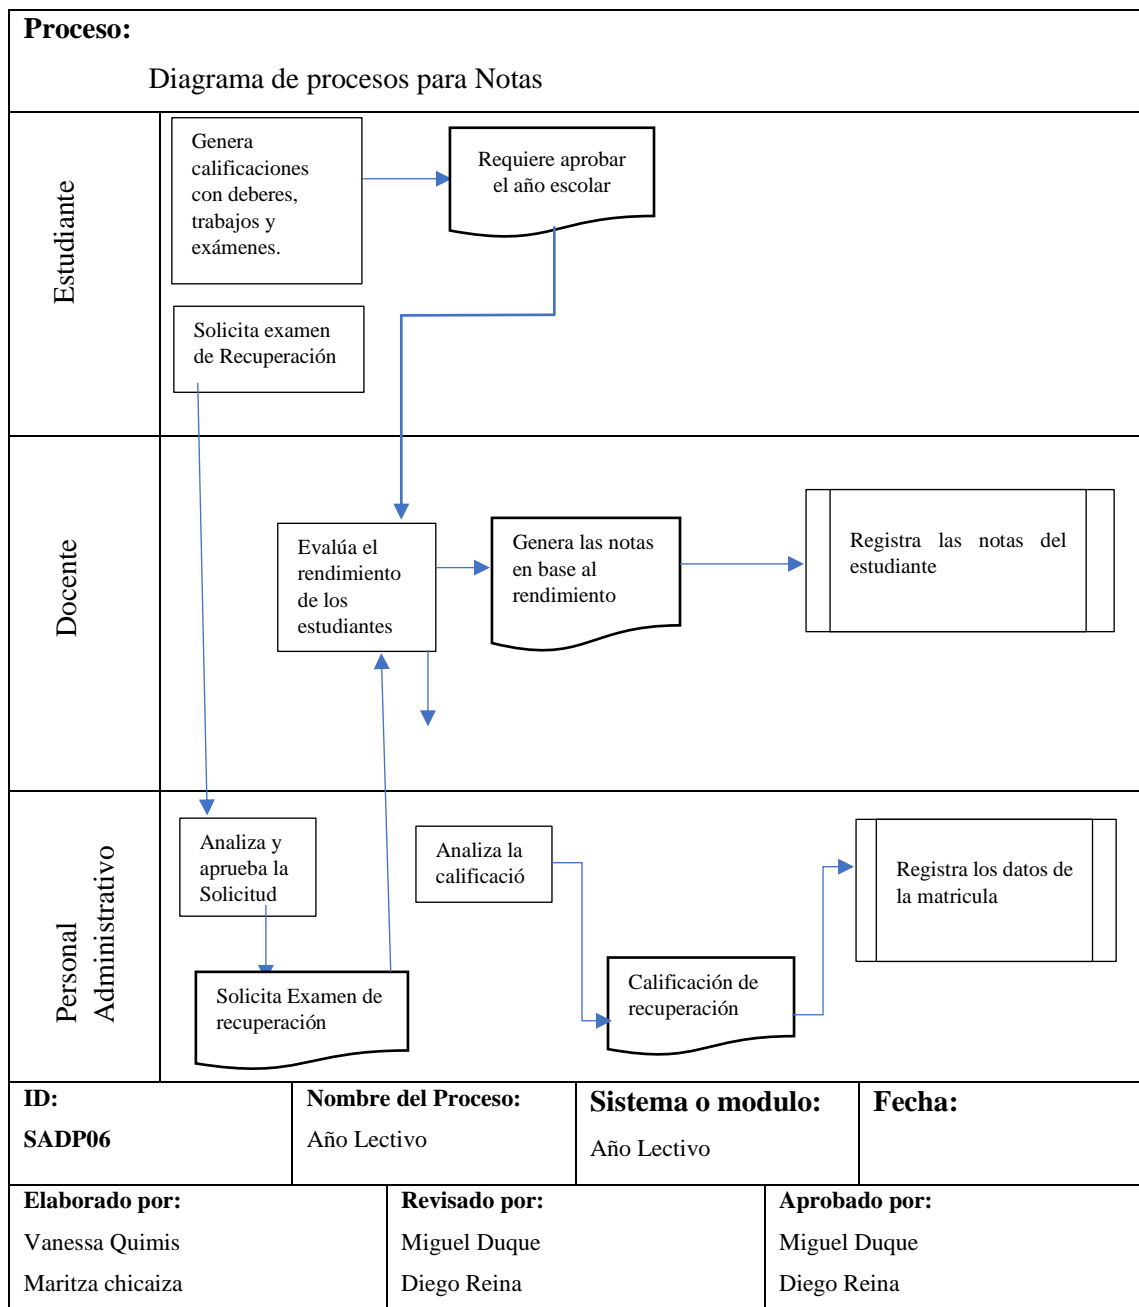 Proceso:
Diagrama de procesos para Notas
Estudiante
Genera
calificaciones
con deberes,
trabajos y
exámenes.
Requiere aprobar
el año escolar
Solicita examen
de Recuperación
Docente
Evalúa el
rendimiento
de los
estudiantes
Genera las notas
en base al
rendimiento
Registra las notas del
estudiante
Personal
Administrativo
Analiza y
aprueba la
Solicitud
Analiza la
calificació
Registra los datos de
la matricula
Solicita Examen de
recuperación
Calificación de
recuperación
ID:
SADP06
Nombre del Proceso:
Año Lectivo
Sistema o modulo:
Año Lectivo
Fecha:
Elaborado por:
Vanessa Quimis
Maritza chicaiza
Revisado por:
Miguel Duque
Diego Reina
Aprobado por:
Miguel Duque
Diego Reina